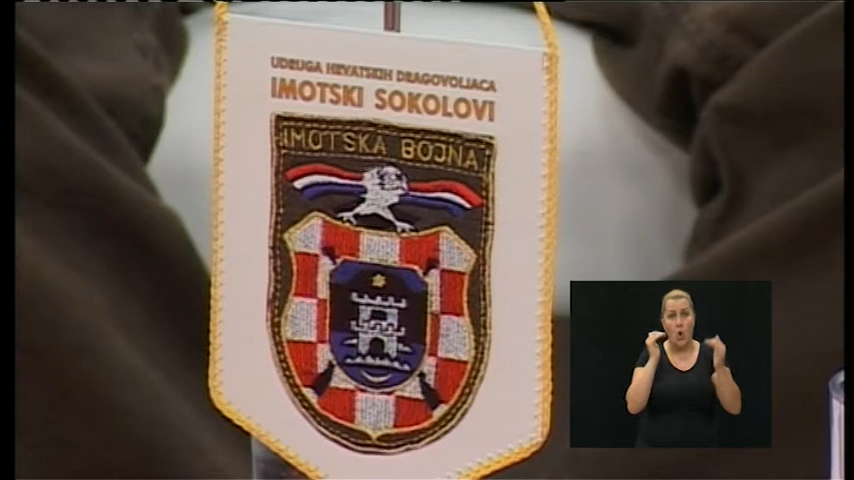 UDRUGA HRVATSKIH DRAGOVOLJACA
IMOTSKI SOKOLOVI
IMOTSKA BOJNA